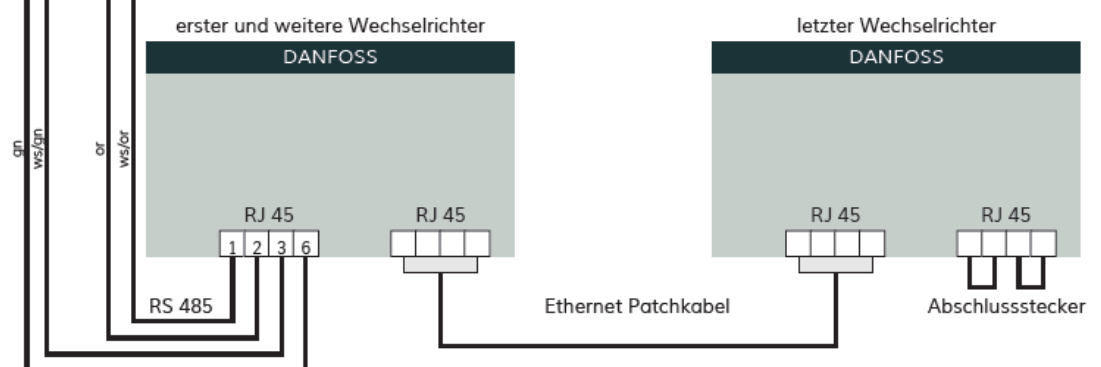 erster und weitere Wechselrichter
letzter Wechselrichter
DANFOSS
DANFOSS
gn
ws/gn
or
ws/or
RJ 45
RJ 45
RJ 45
RJ 45
1 2 3 6
RS 485
Ethernet Patchkabel
Abschlussstecker